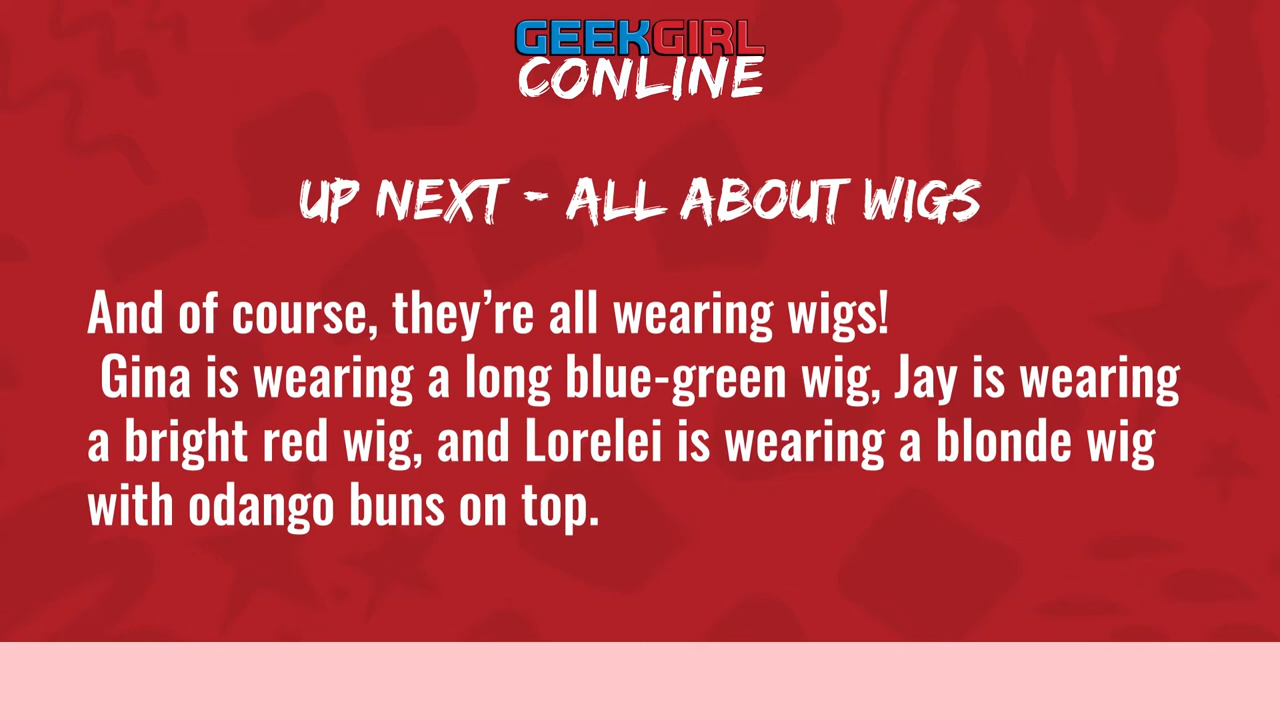 GEEKGIRL
CONLINE
UP NEXT - ALL ABOUT WIGS
And of course, they’re all wearing wigs!
Gina is wearing a long blue-green wig, Jay is wearing
a bright red wig, and Lorelei is wearing a blonde wig
with odango buns on top.